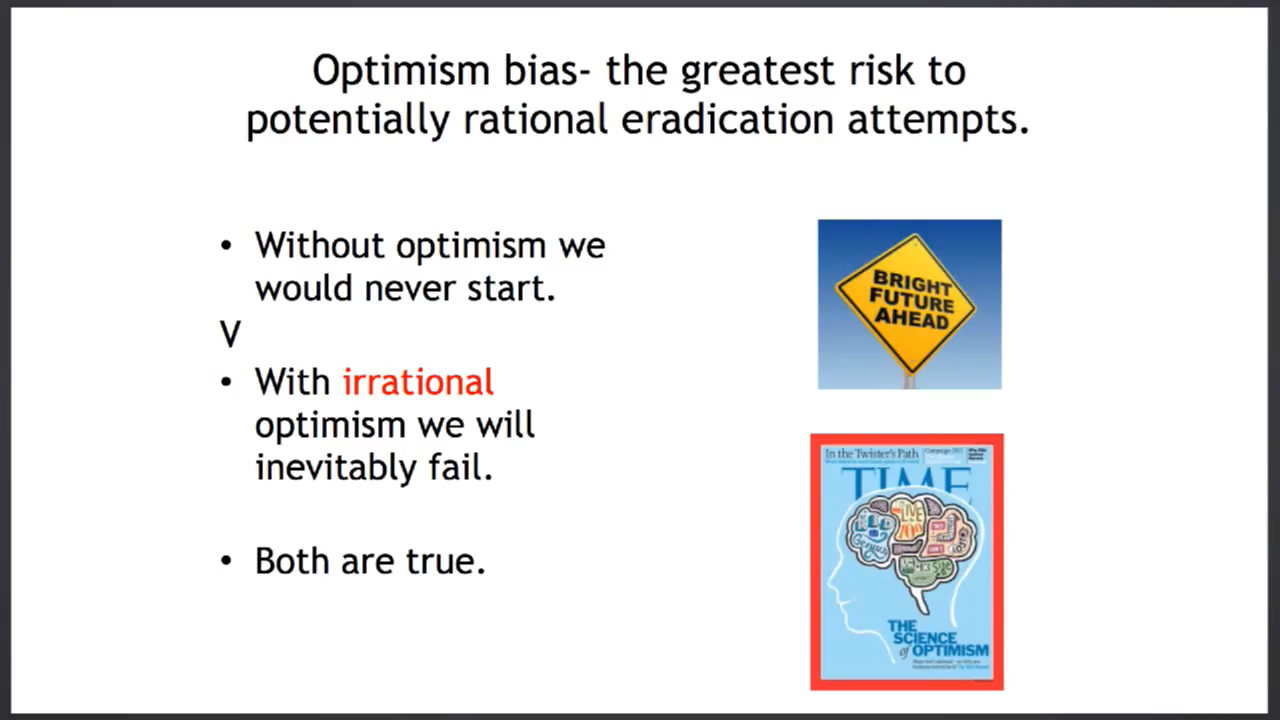 Optimism bias- the greatest risk to
potentially rational eradication attempts.
• Without optimism we
would never start.
V
• With irrational
optimism we will
inevitably fail.
• Both are true.
BRIGHT
FUTURE
AHEAD
In the Twister's Path
TIME
THE
SCIENCE
of OPTIMISM